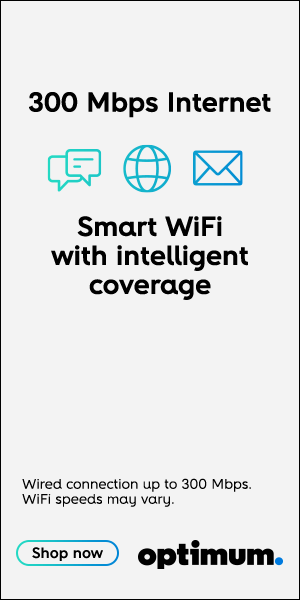 300 Mbps Internet
Smart WiFi
with intelligent
coverage
Wired connection up to 300 Mbps.
WiFi speeds may vary.
Shop now
optimum.